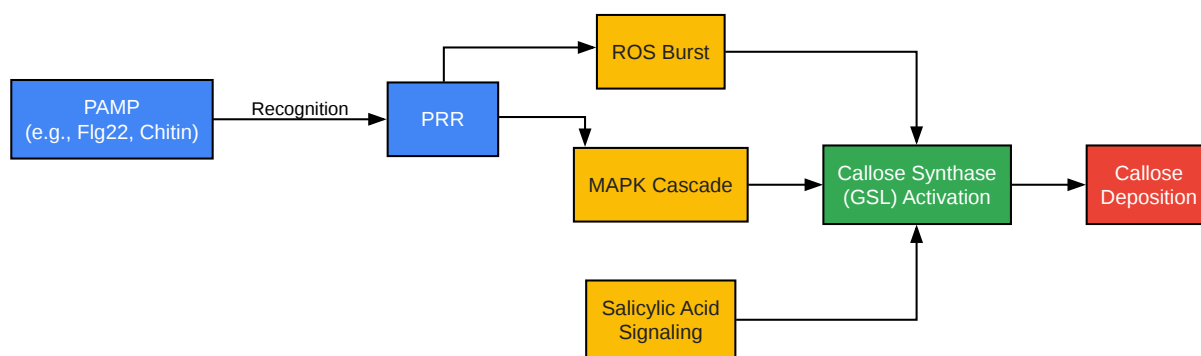 PAMP
(e.g., Flg22, Chitin)
Recognition
PRR
ROS Burst
MAPK Cascade
Salicylic Acid
Signaling
Callose Synthase
(GSL) Activation
Callose
Deposition